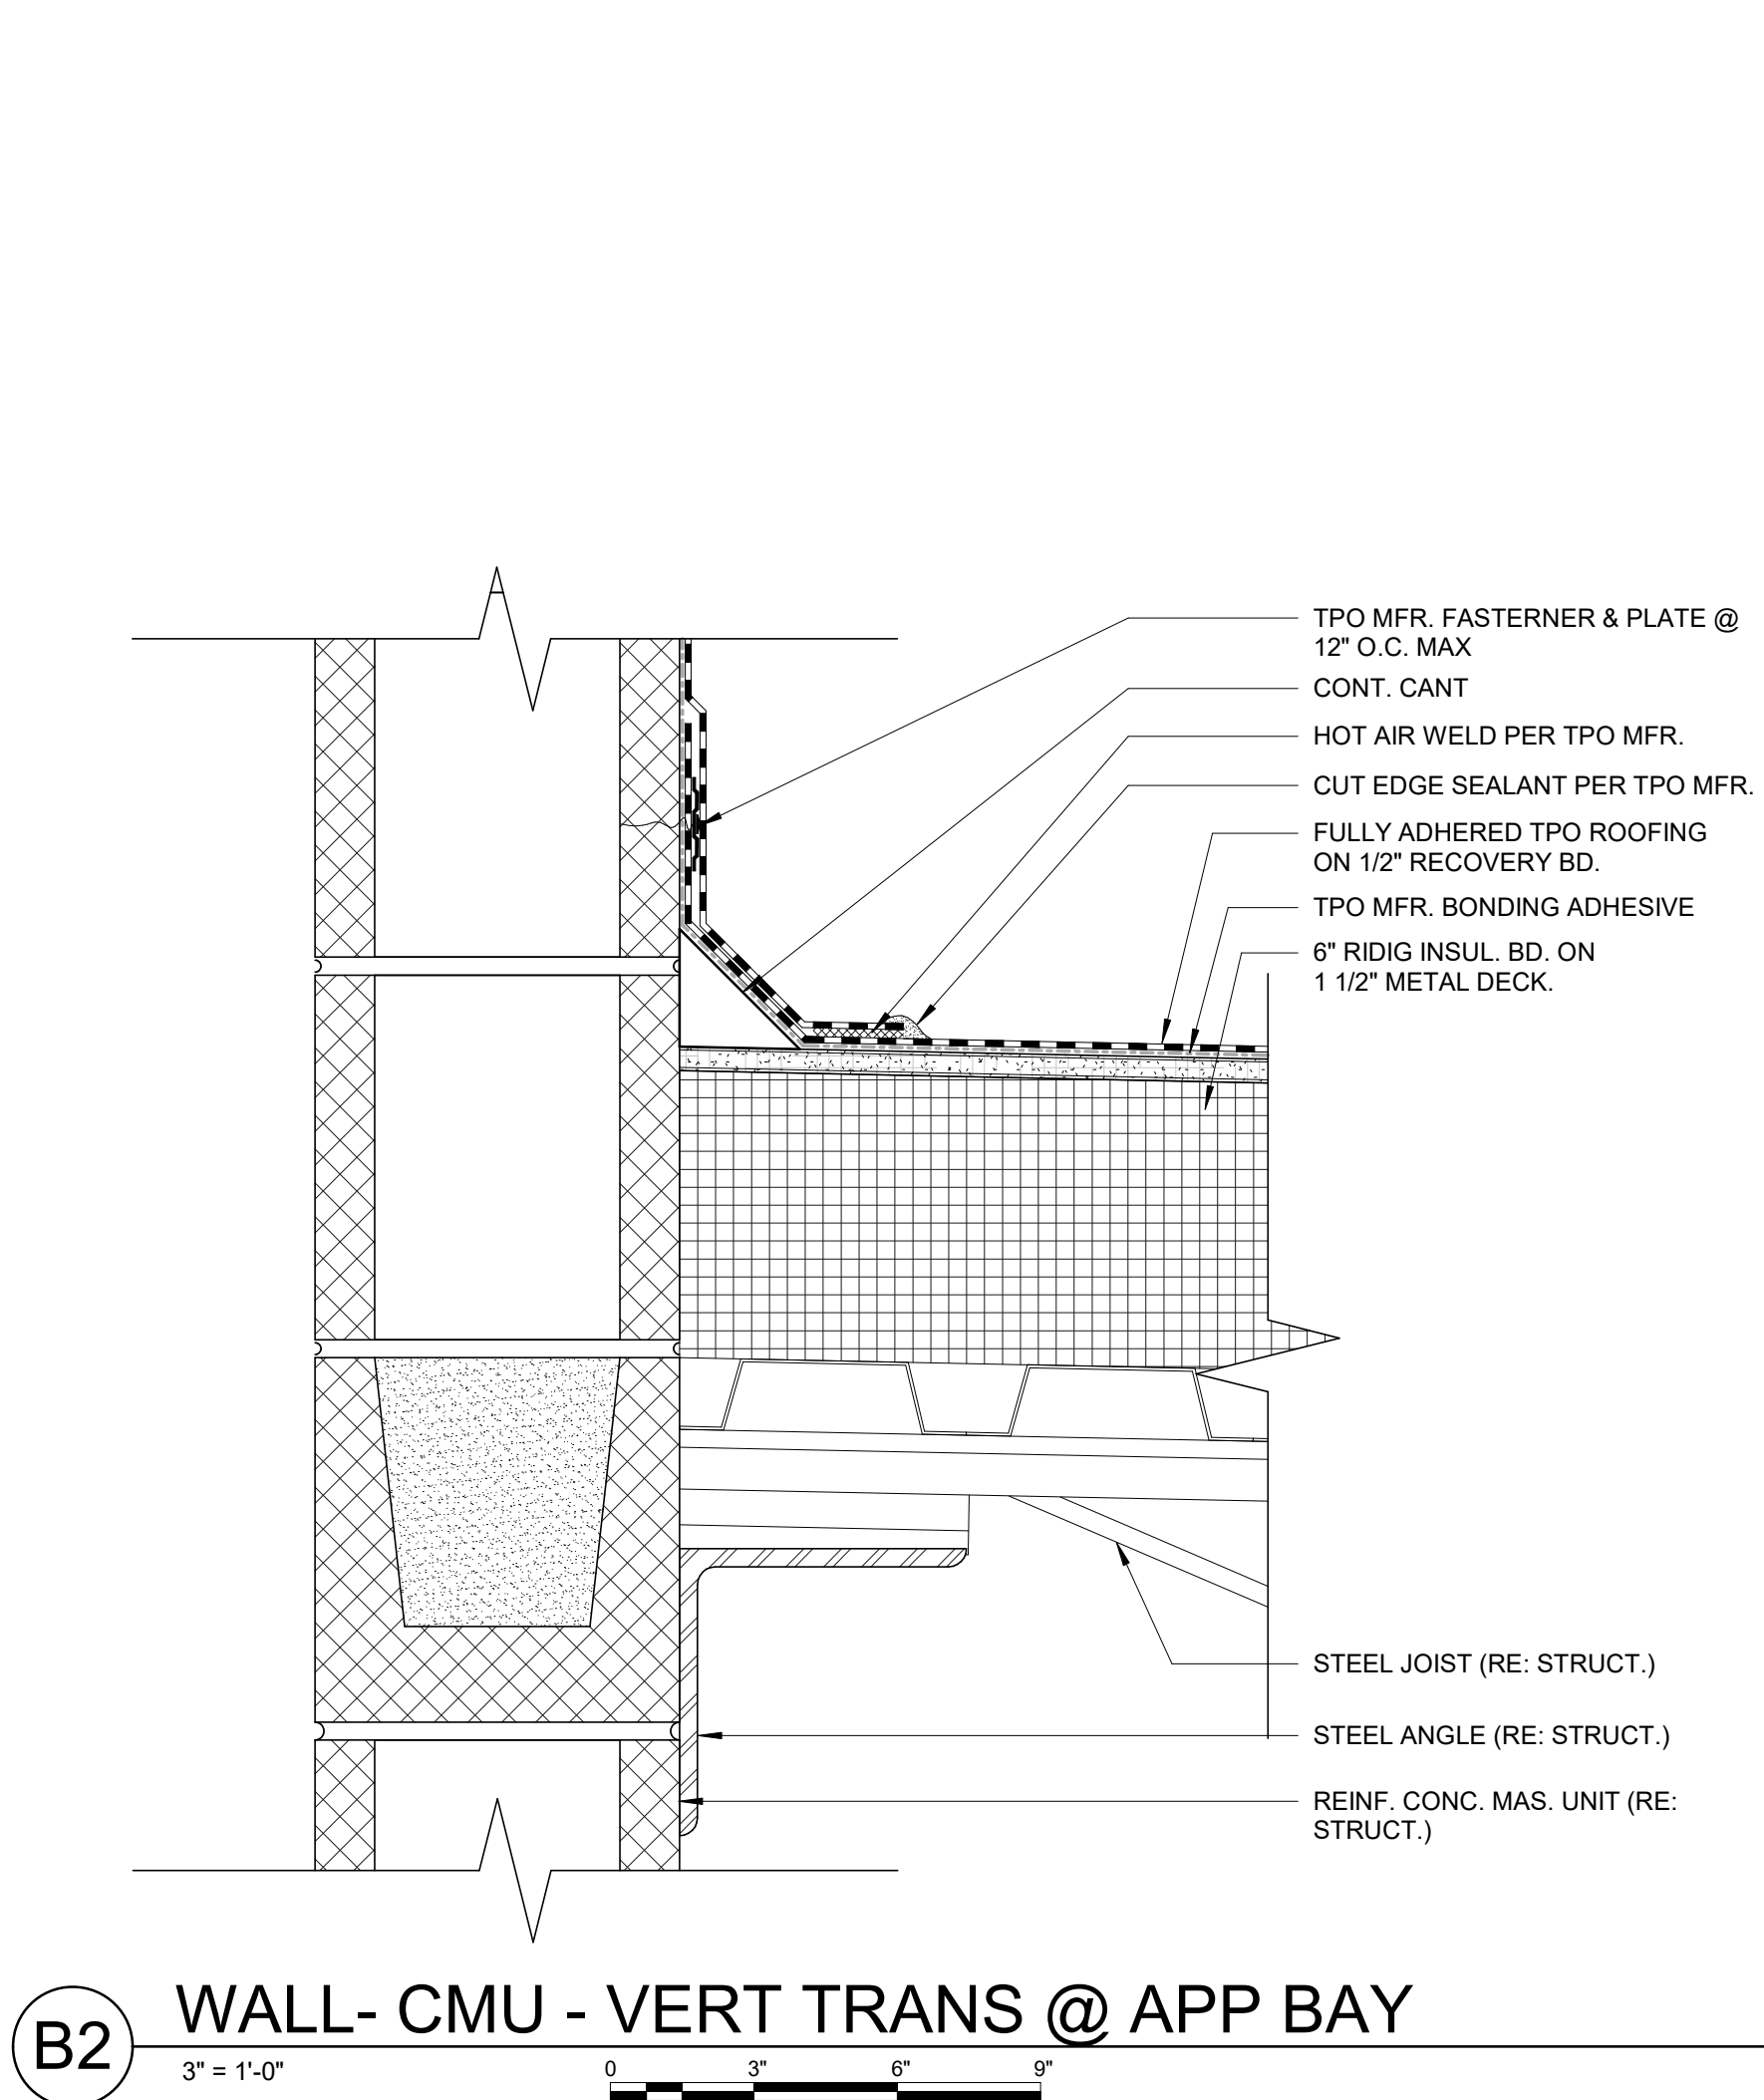 TPO MFR. FASTERNER & PLATE @
12" O.C. MAX
CONT. CANT
HOT AIR WELD PER TPO MFR.
CUT EDGE SEALANT PER TPO MFR.
FULLY ADHERED TPO ROOFING
ON 1/2" RECOVERY BD.
TPO MFR. BONDING ADHESIVE
6" RIDIG INSUL. BD. ON
1 1/2" METAL DECK.
STEEL JOIST (RE: STRUCT.)
STEEL ANGLE (RE: STRUCT.)
REINF. CONC. MAS. UNIT (RE:
STRUCT.)
B2
WALL- CMU - VERT TRANS @ APP BAY
3" = 1'-0"
0 3" 6" 9"